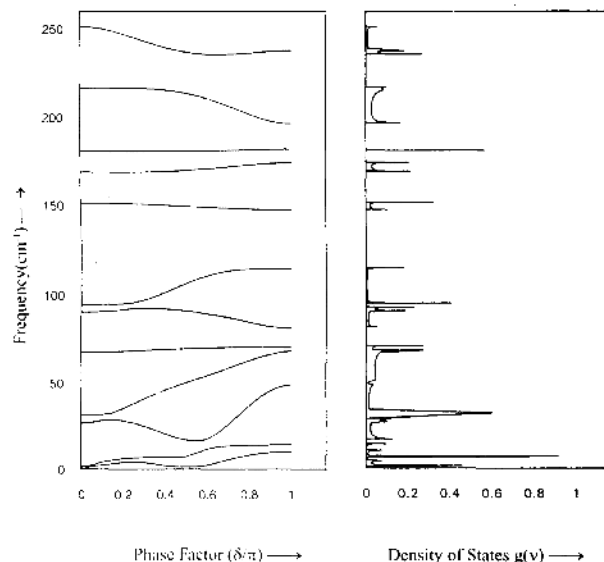 250
200
150
100
50
0
Frequency(cm⁻¹) →
0 0.2 0.4 0.6 0.8 1
Phase Factor (δ/π) →
0 0.2 0.4 0.6 0.8 1
Density of States g(ν) →